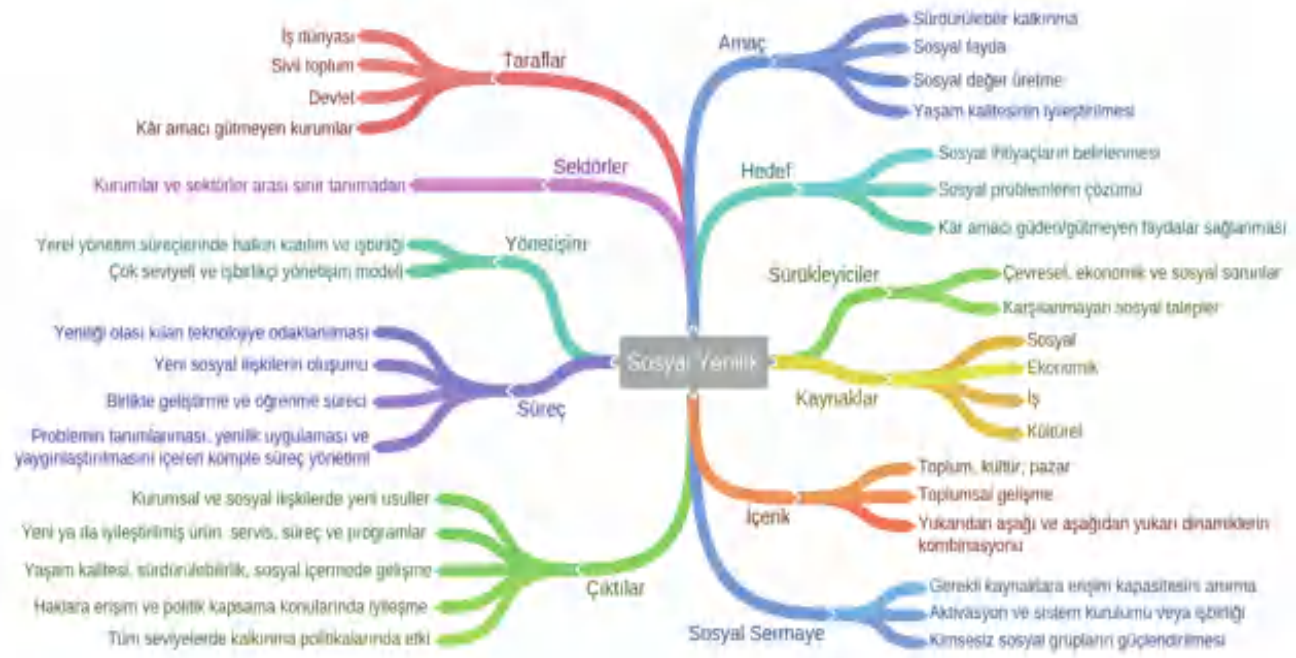 Sosyal Yenilik
Taraflar
İş dünyası
Sivil toplum
Devlet
Kâr amacı gütmeyen kurumlar
Sektörler
Kurumlar ve sektörler arası sınır tanımadan
Yönetişim
Yerel yönetim süreçlerinde halkın katılım ve işbirliği
Çok seviyeli ve işbirlikçi yönetişim modeli
Süreç
Yeniliği olası kılan teknolojiye odaklanılması
Yeni sosyal ilişkilerin oluşumu
Birlikte geliştirme ve öğrenme süreci
Problemin tanımlanması, yenilik uygulaması ve
yaygınlaştırılmasını içeren komple süreç yönetimi
Çıktılar
Kurumsal ve sosyal ilişkilerde yeni usuller
Yeni ya da iyileştirilmiş ürün, servis, süreç ve programlar
Yaşam kalitesi, sürdürülebilirlik, sosyal içermede gelişme
Haklara erişim ve politik kapsama konularında iyileşme
Tüm seviyelerde kalkınma politikalarında etki
Amaç
Sürdürülebilir kalkınma
Sosyal fayda
Sosyal değer üretme
Yaşam kalitesinin iyileştirilmesi
Hedef
Sosyal ihtiyaçların belirlenmesi
Sosyal problemlerin çözümü
Kâr amacı güden/gütmeyen faydalar sağlanması
Sürükleyiciler
Çevresel, ekonomik ve sosyal sorunlar
Karşılanmayan sosyal talepler
Kaynaklar
Sosyal
Ekonomik
İş
Kültürel
İçerik
Toplum, kültür, pazar
Toplumsal gelişme
Yukarıdan aşağı ve aşağıdan yukarı dinamiklerin
kombinasyonu
Sosyal Sermaye
Gerekli kaynaklara erişim kapasitesini artırma
Aktivasyon ve sistem kurulumu veya işbirliği
Kimsesiz sosyal grupların güçlendirilmesi